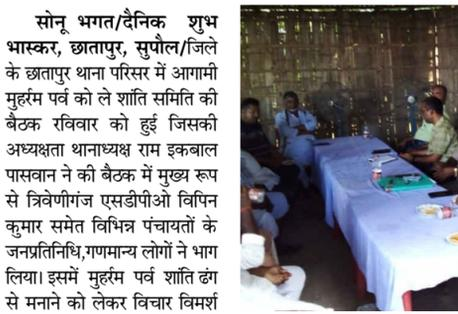 सोनू भगत/दैनिक शुभ
भास्कर, छातापुर, सुपौल/जिले
के छातापुर थाना परिसर में आगामी
मुहर्रम पर्व को ले शांति समिति की
बैठक रविवार को हुई जिसकी
अध्यक्षता थानाध्यक्ष राम इकबाल
पासवान ने की बैठक में मुख्य रूप
से त्रिवेणीगंज एसडीपीओ विपिन
कुमार समेत विभिन्न पंचायतों के
जनप्रतिनिधि,गणमान्य लोगों ने भाग
लिया। इसमें मुहर्रम पर्व शांति ढंग
से मनाने को लेकर विचार विमर्श